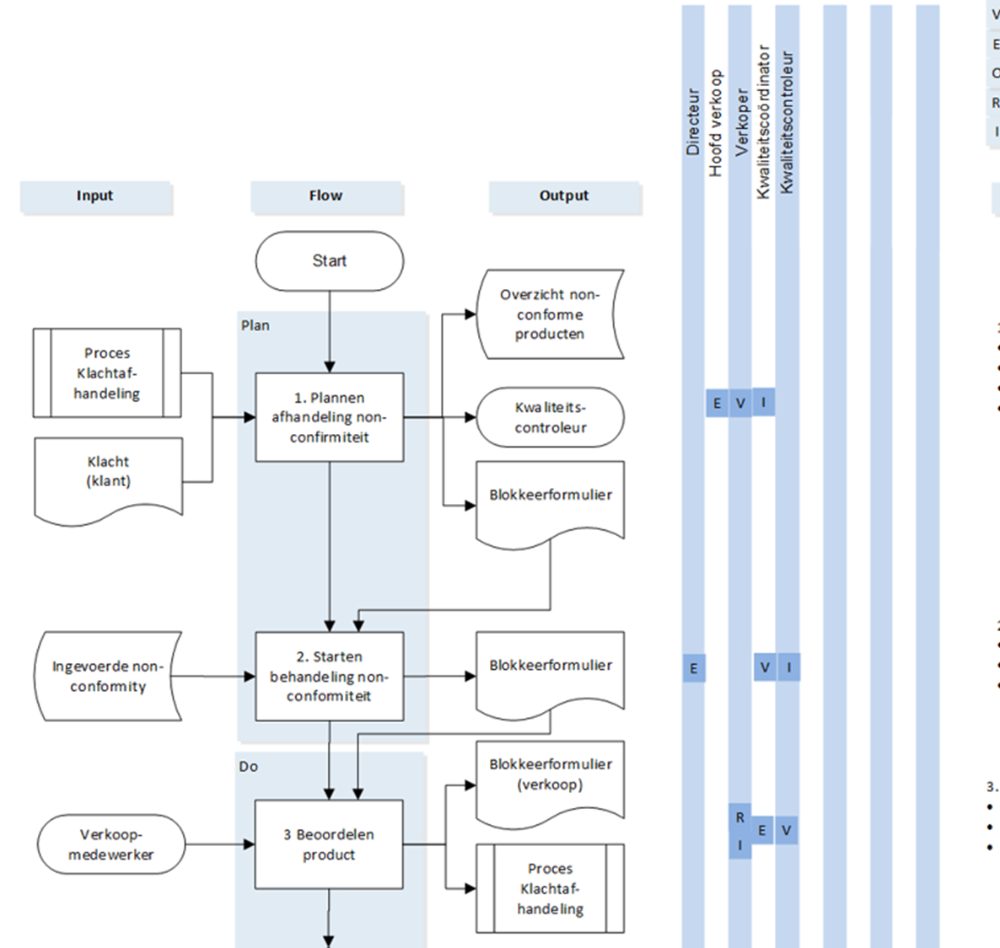 V
E
O
R
I
Directeur
Hoofd verkoop
Verkoper
Kwaliteitscoördinator
Kwaliteitscontroleur
Input
Flow
Output
Start
Plan
Overzicht non-
conforme
producten
Proces
Klachtaf-
handeling
1. Plannen
afhandeling non-
confirmiteit
Kwaliteits-
controleur
E V I
Klacht
(klant)
Blokkeerformulier
2. Starten
behandeling non-
conformiteit
Ingevoerde non-
conformity
Blokkeerformulier
E V I
Do
Blokkeerformulier
(verkoop)
3.
Verkoop-
medewerker
3 Beoordelen
product
R
I
E V
Proces
Klachtaf-
handeling